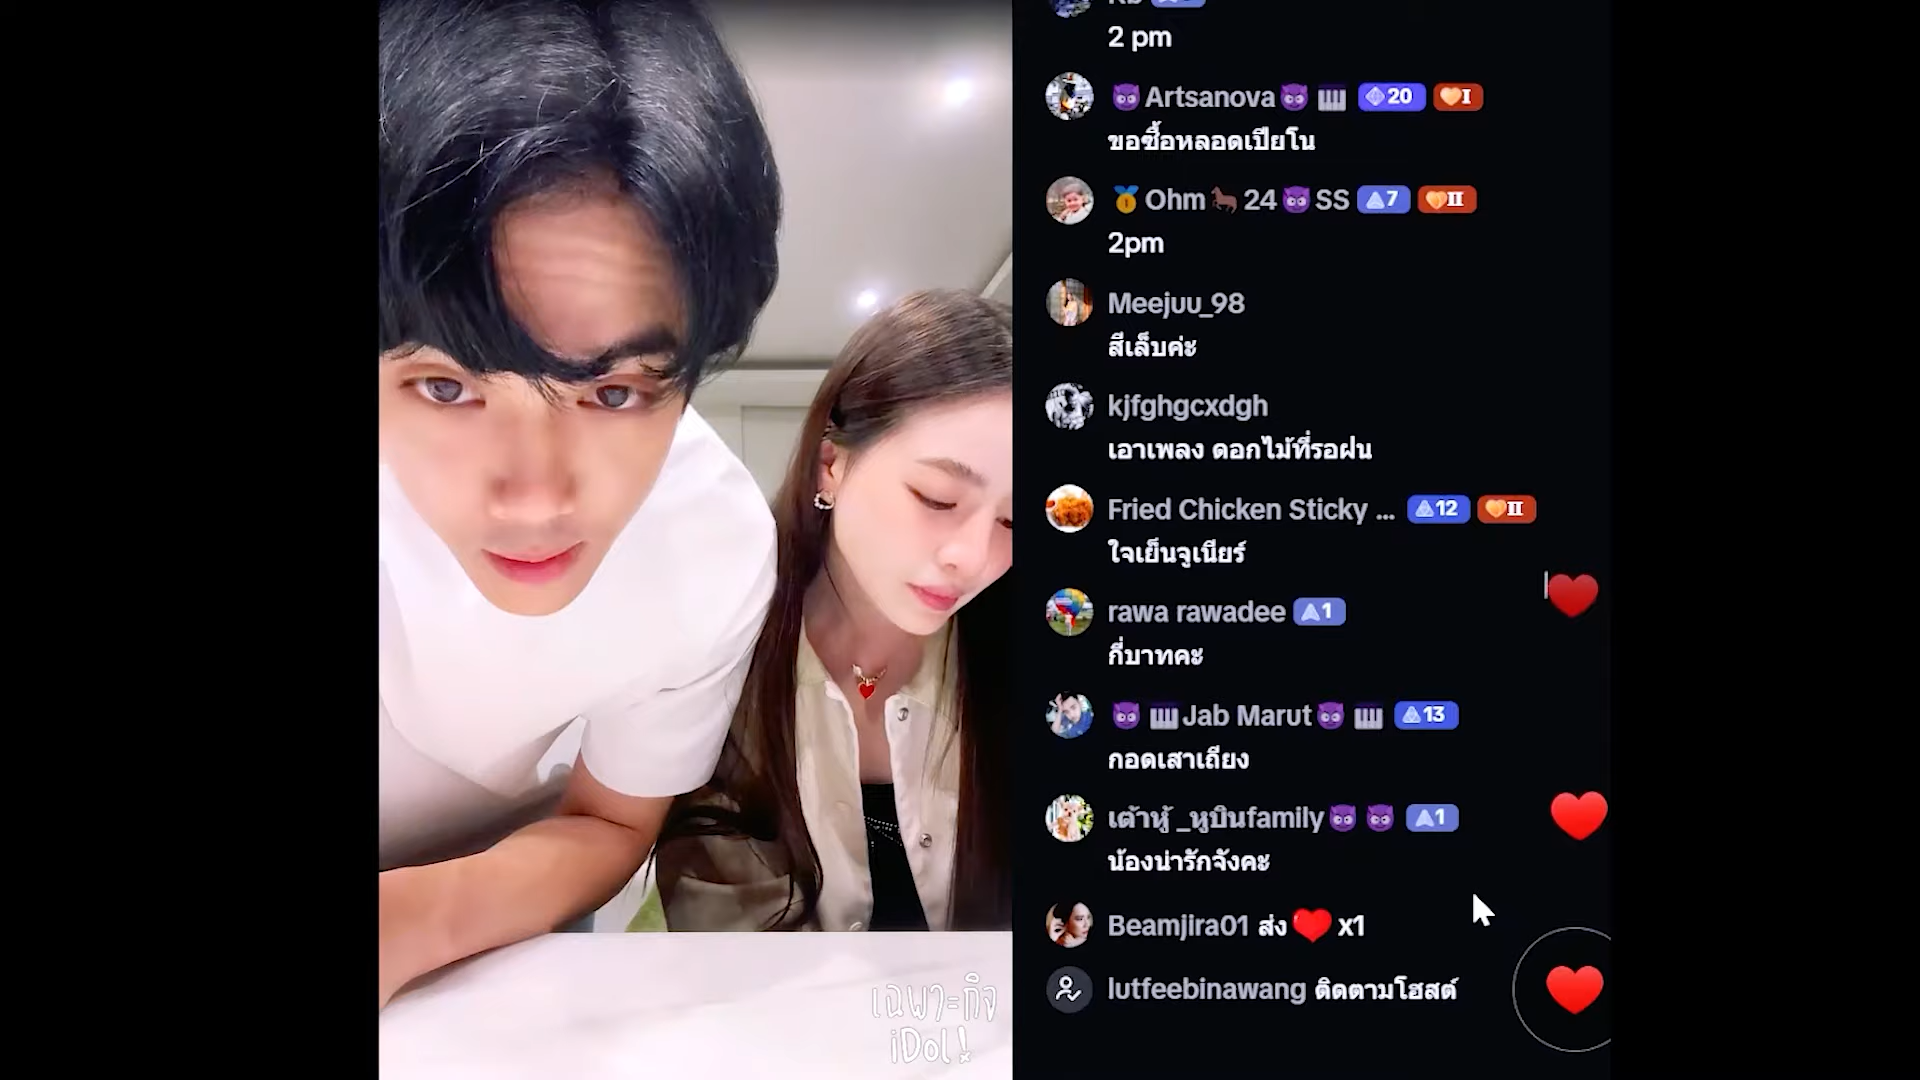 2 pm
Artsanova 20 I
ขอซื้อหลอดเปียโน
Ohm 24 SS 7 II
2pm
Meejuu_98
สีเล็บค่ะ
kjfghgcxdgh
เอาเพลง ดอกไม้ที่รอฝน
Fried Chicken Sticky ... 12 II
ใจเย็นจูเนียร์
rawa rawadee 1
กี่บาทคะ
Jab Marut 13
กอดเสาเถียง
เต้าหู้ _หูบินfamily 1
น้องน่ารักจังคะ
Beamjira01 ส่ง x1
lutfeebinawang ติดตามโฮสต์
เฉพาะกิจ
iDol!